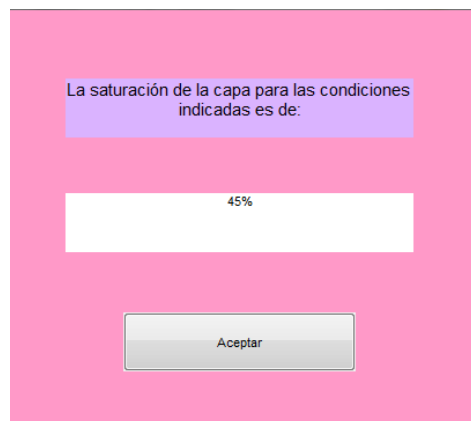 La saturación de la capa para las condiciones
indicadas es de:
45%
Aceptar